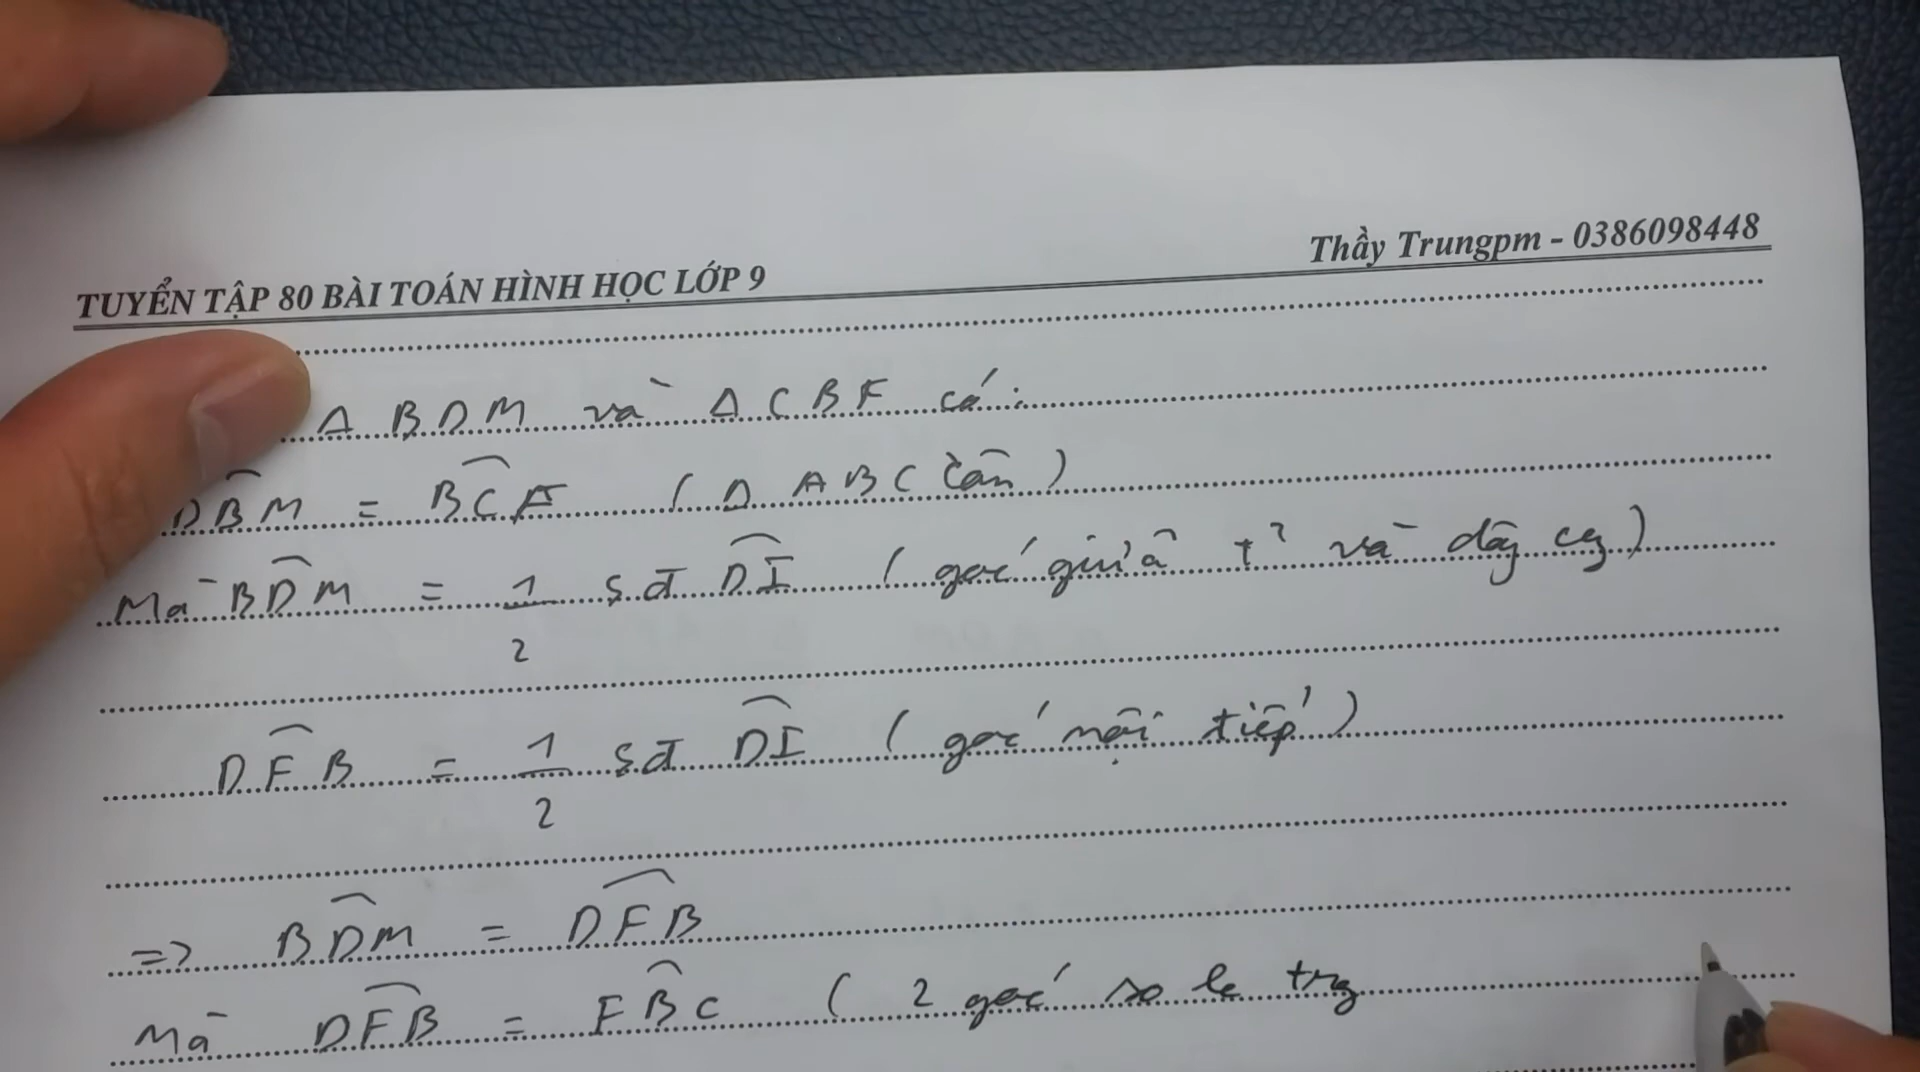 Thầy Trungpm - 0386098448
TUYỂN TẬP 80 BÀI TOÁN HÌNH HỌC LỚP 9
Δ BDM và Δ CBF có:
DBM = BCF (Δ ABC cân)
Mà BDM = 1/2 sđ DI (góc giữa t² và dây cg)
DFB = 1/2 sđ DI (góc nội tiếp)
=> BDM = DFB
Mà DFB = FBC (2 góc so le trg